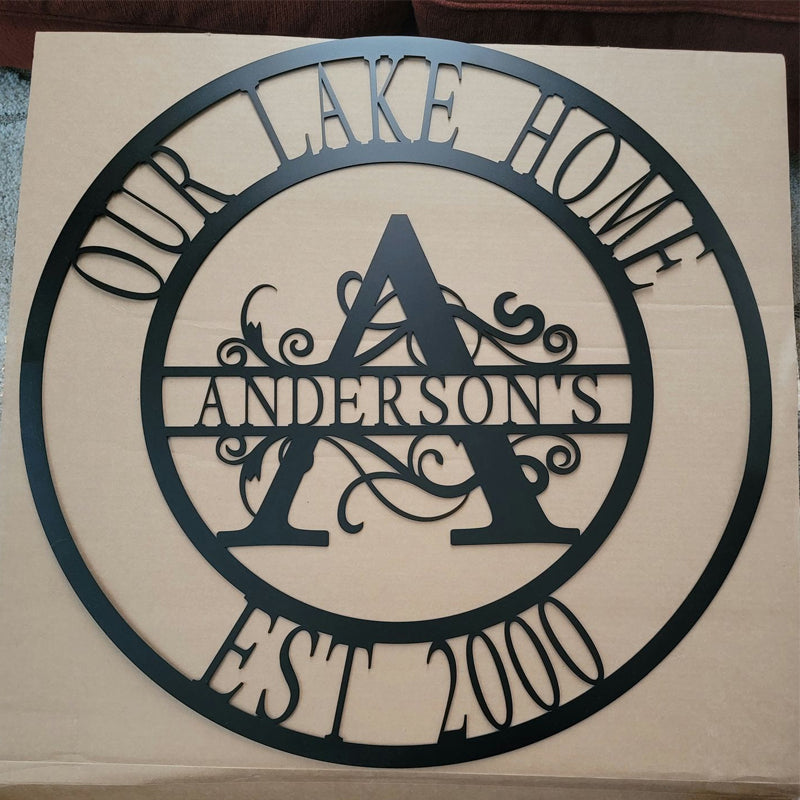 OUR LAKE HOME
A
ANDERSON'S
EST 2000